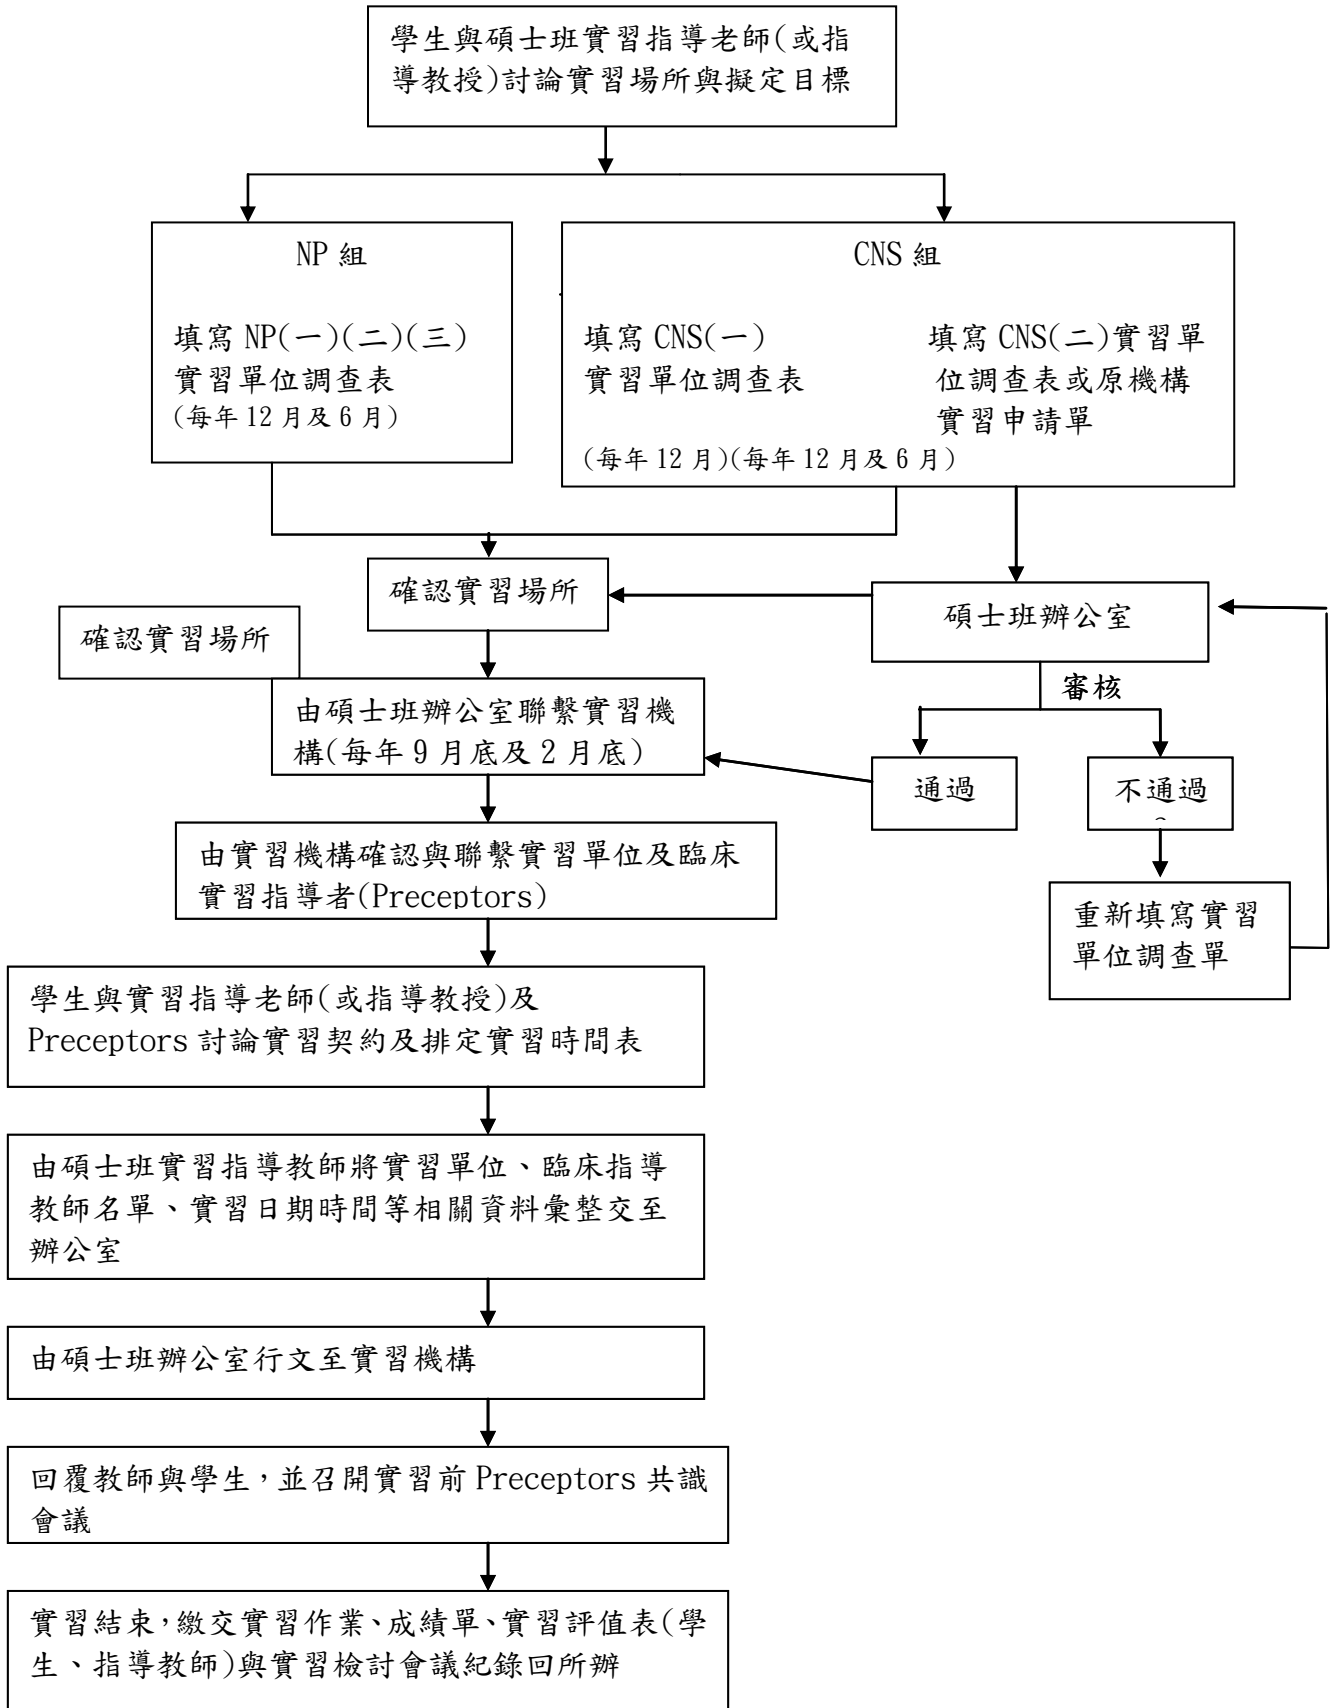 學生與碩士班實習指導老師(或指
導教授)討論實習場所與擬定目標
NP 組
填寫 NP(一)(二)(三)
實習單位調查表
(每年 12 月及 6 月)
CNS 組
填寫 CNS(一)
實習單位調查表
填寫 CNS(二)實習單
位調查表或原機構
實習申請單
(每年 12 月)(每年 12 月及 6 月)
確認實習場所
碩士班辦公室
確認實習場所
審核
由碩士班辦公室聯繫實習機
構(每年 9 月底及 2 月底)
通過
不通過
由實習機構確認與聯繫實習單位及臨床
實習指導者(Preceptors)
重新填寫實習
單位調查單
學生與實習指導老師(或指導教授)及
Preceptors 討論實習契約及排定實習時間表
由碩士班實習指導教師將實習單位、臨床指導
教師名單、實習日期時間等相關資料彙整交至
辦公室
由碩士班辦公室行文至實習機構
回覆教師與學生，並召開實習前 Preceptors 共識
會議
實習結束，繳交實習作業、成績單、實習評值表(學
生、指導教師)與實習檢討會議紀錄回所辦